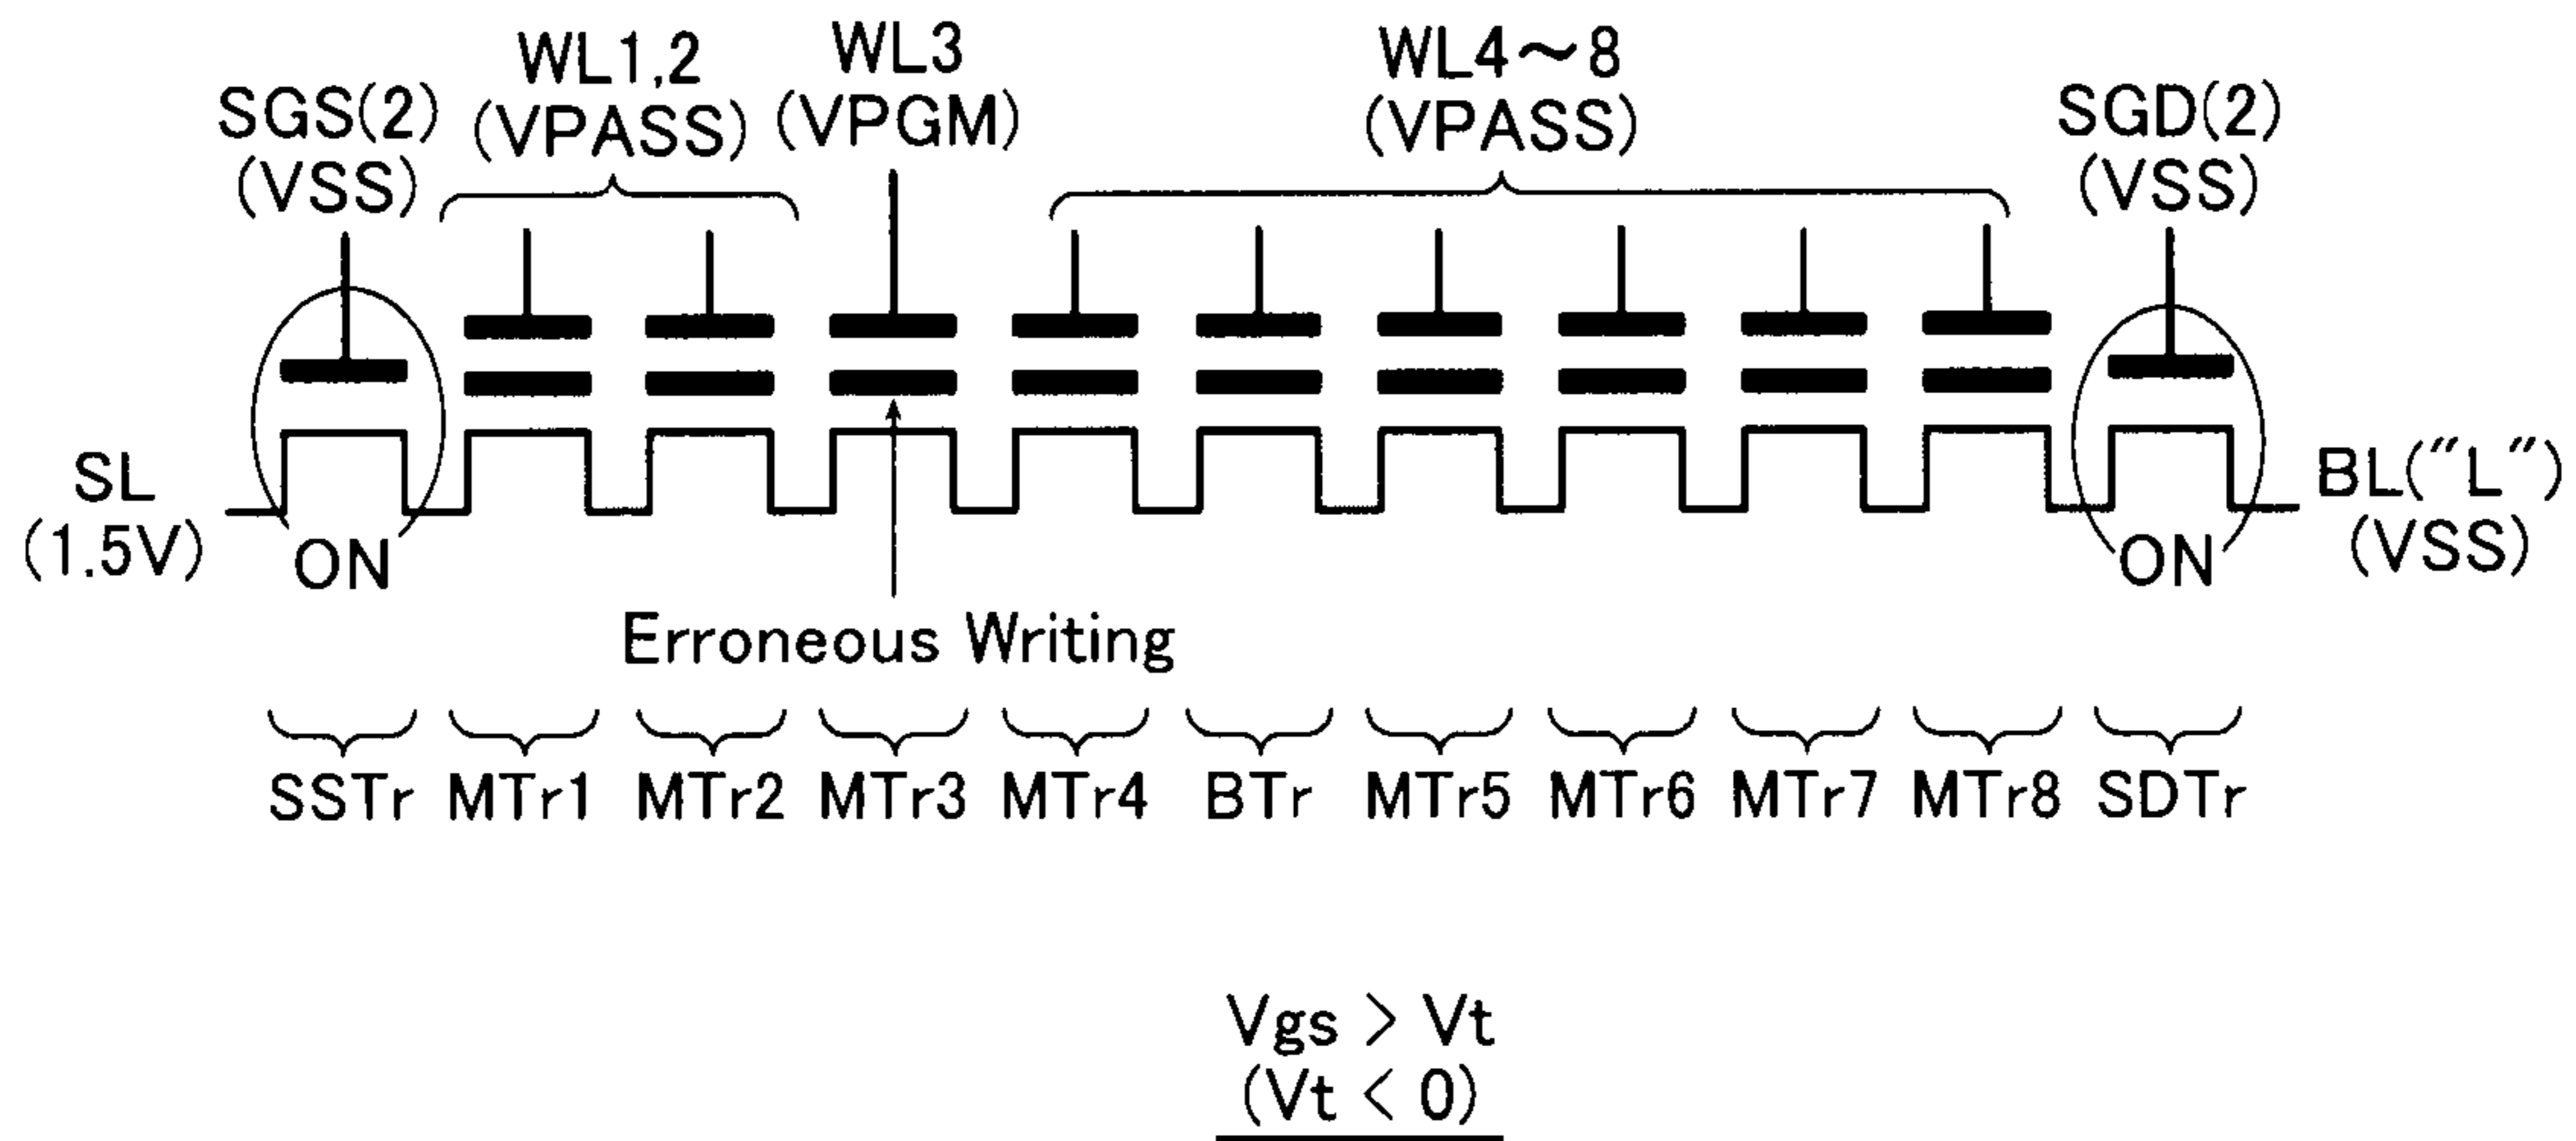 SGS(2)
(VSS)
WL1,2
(VPASS)
WL3
(VPGM)
WL4～8
(VPASS)
SGD(2)
(VSS)
SL
(1.5V)
ON
ON
BL("L")
(VSS)
Erroneous Writing
SSTr MTr1 MTr2 MTr3 MTr4 BTr MTr5 MTr6 MTr7 MTr8 SDTr
Vgs > Vt
(Vt < 0)